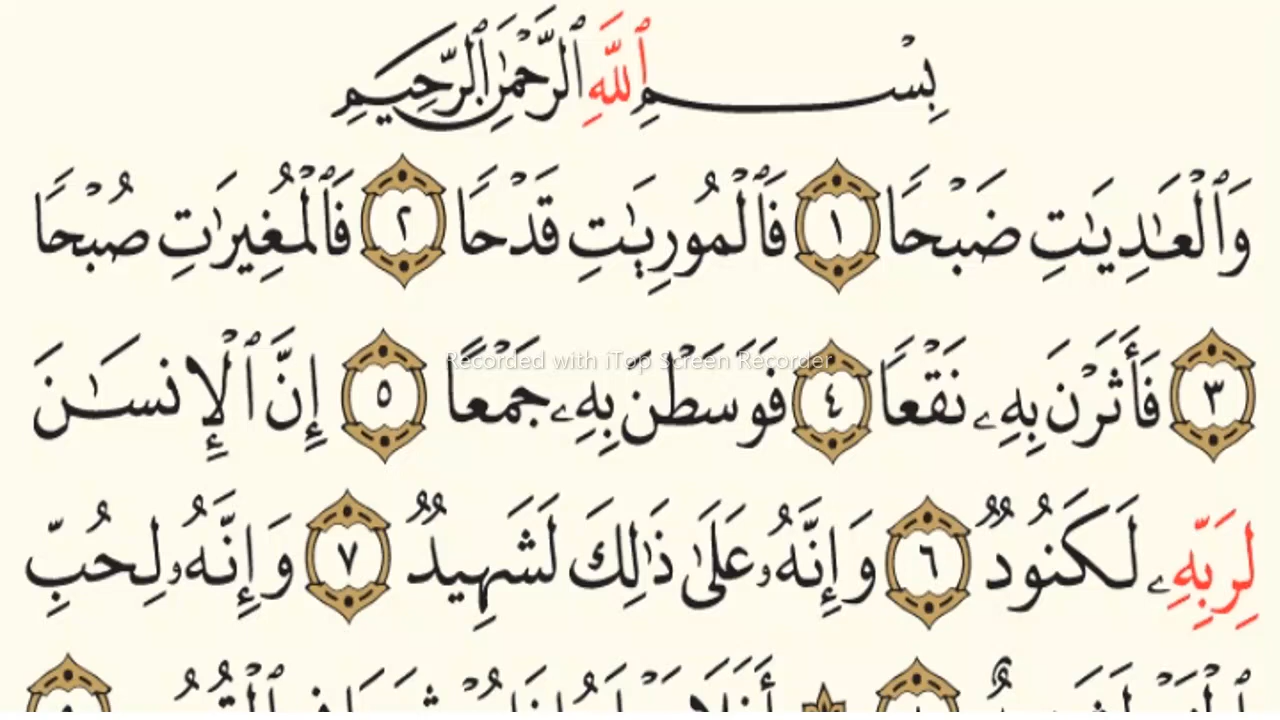 بِسْمِ ٱللَّهِ ٱلرَّحْمَٰنِ ٱلرَّحِيمِ
وَٱلْعَٰدِيَٰتِ ضَبْحًا ١ فَٱلْمُورِيَٰتِ قَدْحًا ٢ فَٱلْمُغِيرَٰتِ صُبْحًا
٣ فَأَثَرْنَ بِهِۦ نَقْعًا ٤ فَوَسَطْنَ بِهِۦ جَمْعًا ٥ إِنَّ ٱلْإِنسَٰنَ
Recorded with iTop Screen Recorder
لِرَبِّهِۦ لَكَنُودٌ ٦ وَإِنَّهُۥ عَلَىٰ ذَٰلِكَ لَشَهِيدٌ ٧ وَإِنَّهُۥ لِحُبِّ